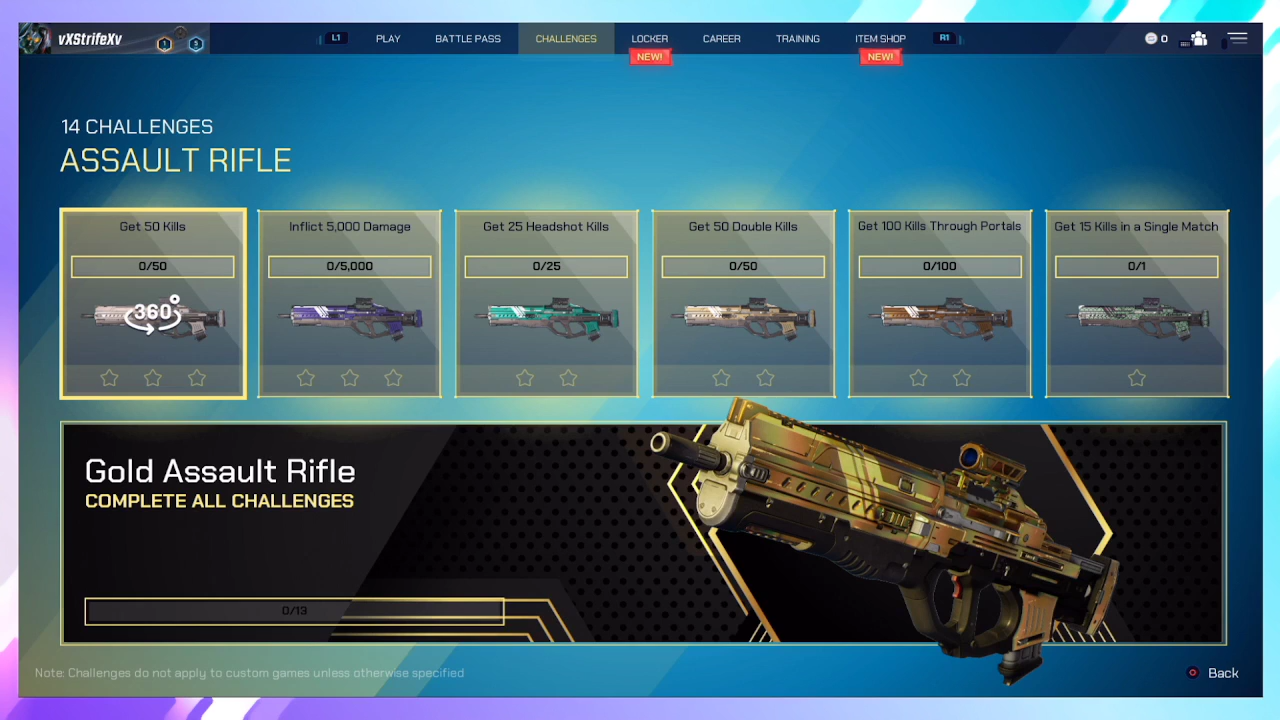 vXStrifeXv
1
5
L1
PLAY
BATTLE PASS
CHALLENGES
LOCKER
CAREER
TRAINING
ITEM SHOP
R1
0
NEW!
NEW!
14 CHALLENGES
ASSAULT RIFLE
Get 50 Kills
Inflict 5,000 Damage
Get 25 Headshot Kills
Get 50 Double Kills
Get 100 Kills Through Portals
Get 15 Kills in a Single Match
0/50
0/5,000
0/25
0/50
0/100
0/1
360°
Gold Assault Rifle
COMPLETE ALL CHALLENGES
0/13
Note: Challenges do not apply to custom games unless otherwise specified
Back